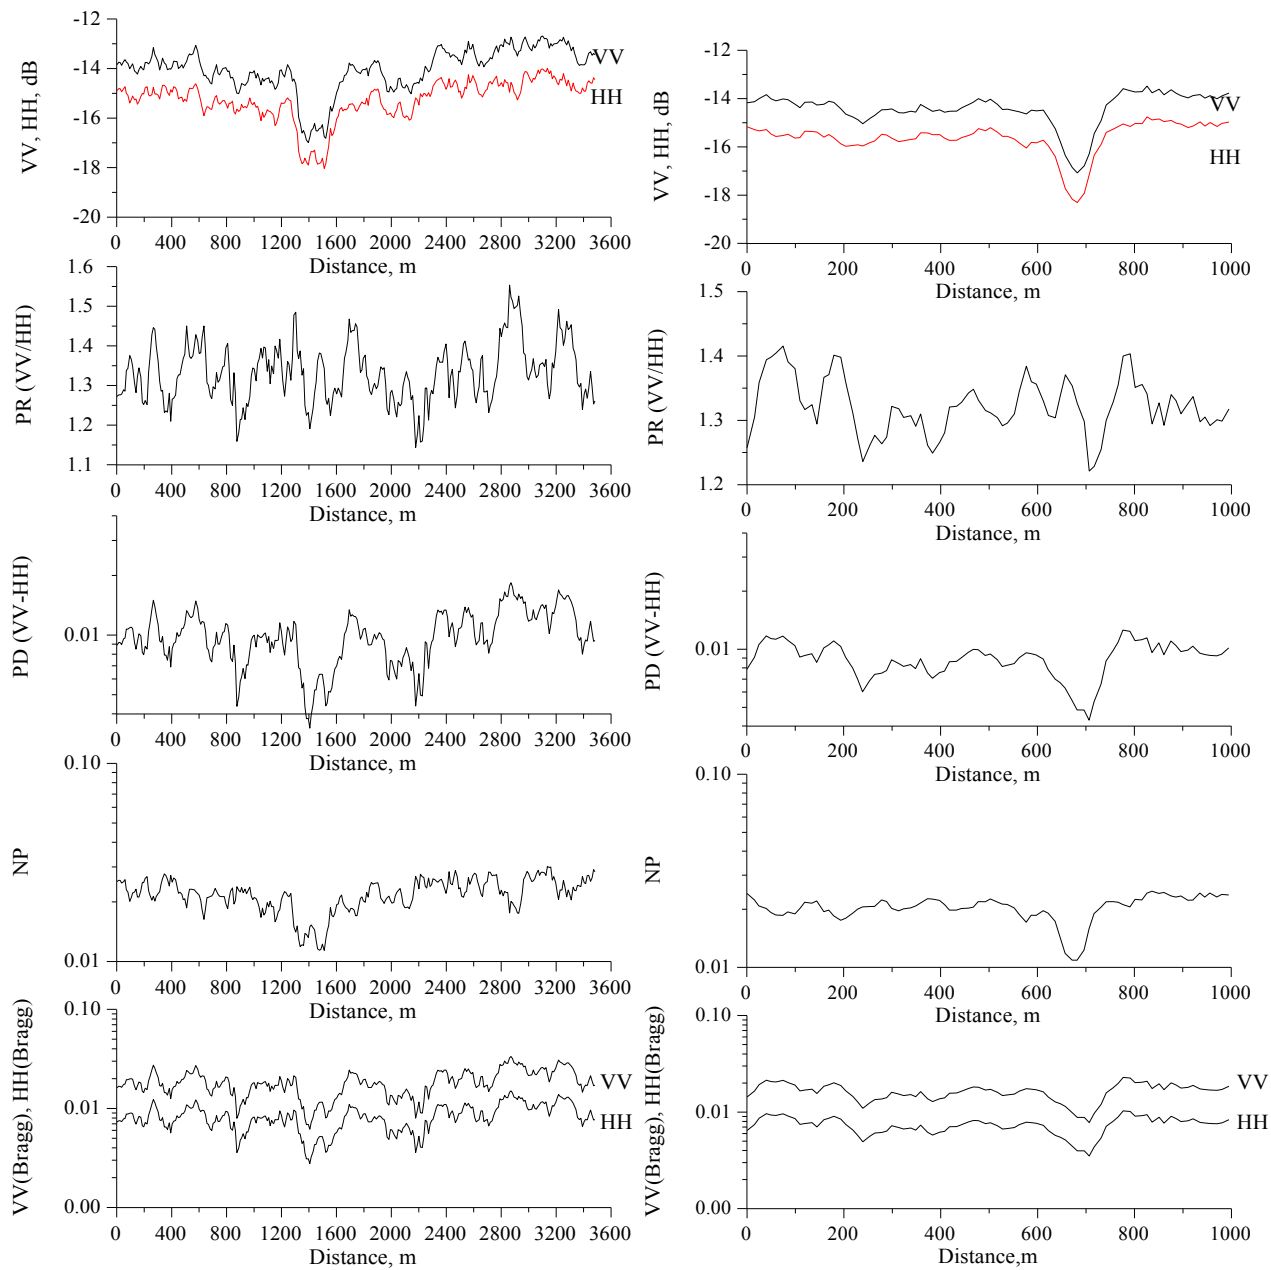 VV, HH, dB
-12
-14
-16
-18
-20
VV
HH
0 400 800 1200 1600 2000 2400 2800 3200 3600
Distance, m
PR (VV/HH)
1.6
1.5
1.4
1.3
1.2
1.1
0 400 800 1200 1600 2000 2400 2800 3200 3600
Distance, m
PD (VV-HH)
0.01
0 400 800 1200 1600 2000 2400 2800 3200 3600
Distance, m
NP
0.10
0.01
0 400 800 1200 1600 2000 2400 2800 3200 3600
Distance, m
VV(Bragg), HH(Bragg)
0.10
0.01
0.00
VV
HH
0 400 800 1200 1600 2000 2400 2800 3200 3600
Distance, m
VV, HH, dB
-12
-14
-16
-18
-20
VV
HH
0 200 400 600 800 1000
Distance, m
PR (VV/HH)
1.5
1.4
1.3
1.2
0 200 400 600 800 1000
Distance, m
PD (VV-HH)
0.01
0 200 400 600 800 1000
Distance, m
NP
0.10
0.01
0 200 400 600 800 1000
Distance, m
VV(Bragg), HH(Bragg)
0.10
0.01
0.00
VV
HH
0 200 400 600 800 1000
Distance,m